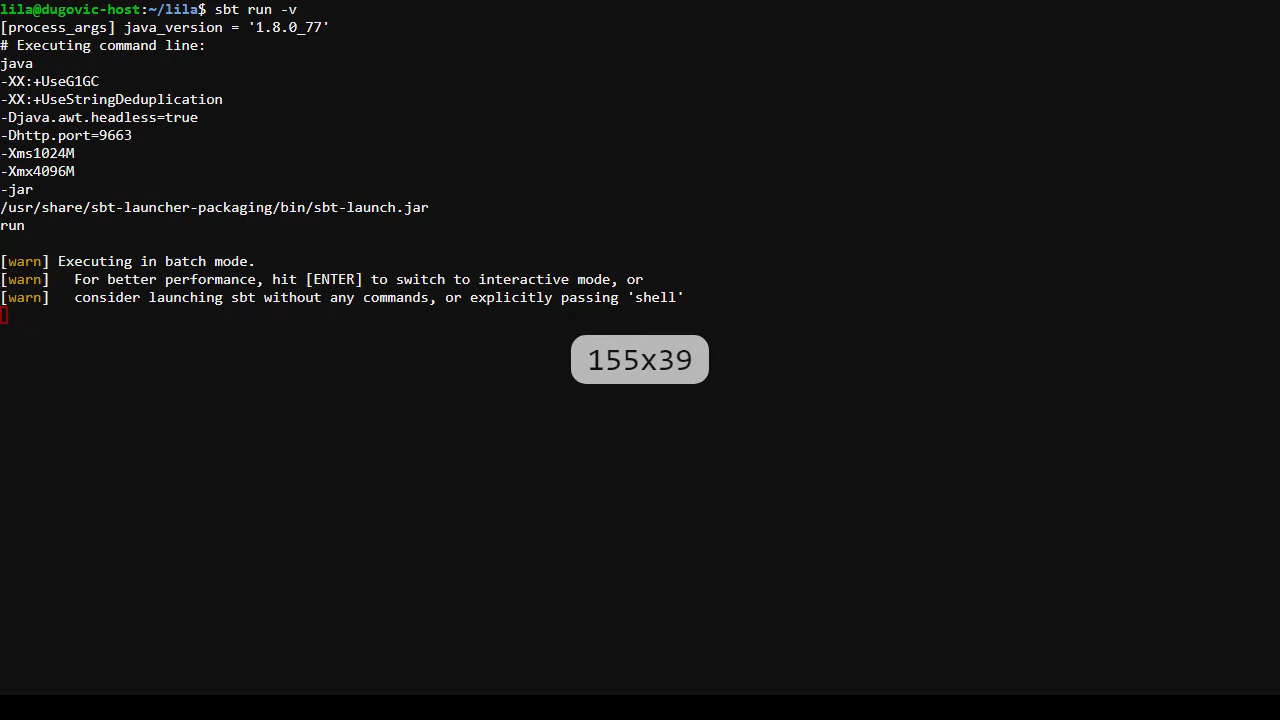 lila@dugovic-host:~/lila$ sbt run -v
[process_args] java_version = '1.8.0_77'
# Executing command line:
java
-XX:+UseG1GC
-XX:+UseStringDeduplication
-Djava.awt.headless=true
-Dhttp.port=9663
-Xms1024M
-Xmx4096M
-jar
/usr/share/sbt-launcher-packaging/bin/sbt-launch.jar
run
[warn] Executing in batch mode.
[warn]   For better performance, hit [ENTER] to switch to interactive mode, or
[warn]   consider launching sbt without any commands, or explicitly passing 'shell'
155x39